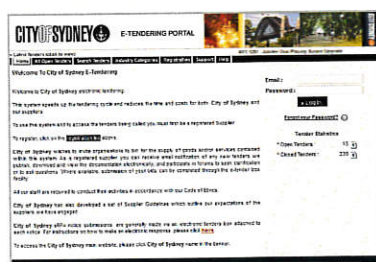 CITY OF SYDNEY
E-TENDERING PORTAL
Home All Open Tenders Search Tenders Industry Categories Registration Support Help
Welcome To City of Sydney E-Tendering
Email:
Welcome to City of Sydney electronic tendering.
Password:
This system speeds up the tendering cycle and reduces the time and costs for both City of Sydney and
our suppliers.
LOGIN
Forgot your Password?
To use this system and to access the tenders being called you must first be a registered Supplier.
To register, click on the above.
Tender Statistics
City of Sydney wishes to invite organisations to bid for the supply of goods and/or services contained
within this system. As a registered supplier you can receive email notification of any new tenders we
publish, download and view the documentation electronically, and participate in forums to seek clarification
or to ask questions. Where available, submission of your bids can be completed through the etender box
facility.
* Open Tenders :
* Closed Tenders :
All our staff are required to conduct their activities in accordance with our Code of Ethics.
City of Sydney has also developed a set of Supplier Guidelines which outline our expectations of the
suppliers we have engaged.
City of Sydney eRFx notice submissions are generally made via an electronic tenders box attached to
each notice. For instructions on how to make an electronic response please click here
To access the City of Sydney main website, please click City of Sydney name in the banner.